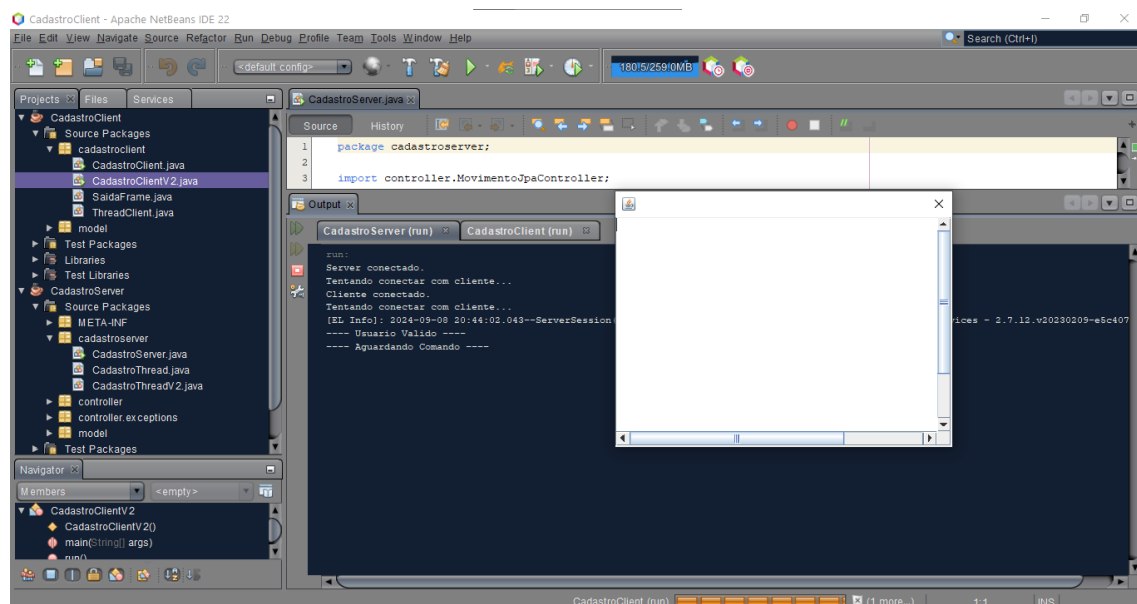 CadastroClient - Apache NetBeans IDE 22
File Edit View Navigate Source Refactor Run Debug Profile Team Tools Window Help
Search (Ctrl+I)
<default config>
180.5/259.0MB
Projects Files Services
CadastroServer.java
CadastroClient
Source Packages
cadastroclient
CadastroClient.java
CadastroClientV2.java
SaidaFrame.java
ThreadClient.java
model
Test Packages
Libraries
Test Libraries
CadastroServer
Source Packages
META-INF
cadastroserver
CadastroServer.java
CadastroThread.java
CadastroThreadV2.java
controller
controller.exceptions
model
Test Packages
Source History
1 package cadastroserver;
2
3 import controller.MovimentoJpaController;
Output
CadastroServer (run) CadastroClient (run)
run:
Server conectado.
Tentando conectar com cliente...
Cliente conectado.
Tentando conectar com cliente...
[EL Info]: 2024-09-08 20:44:02.043--ServerSession
ices - 2.7.12.v20230209-e5c407
---- Usuario Valido ----
---- Aguardando Comando ----
Navigator
Members <empty>
CadastroClientV2
CadastroClientV2()
main(String[] args)
run()
CadastroClient (run) (1 more...) 1:1 INS